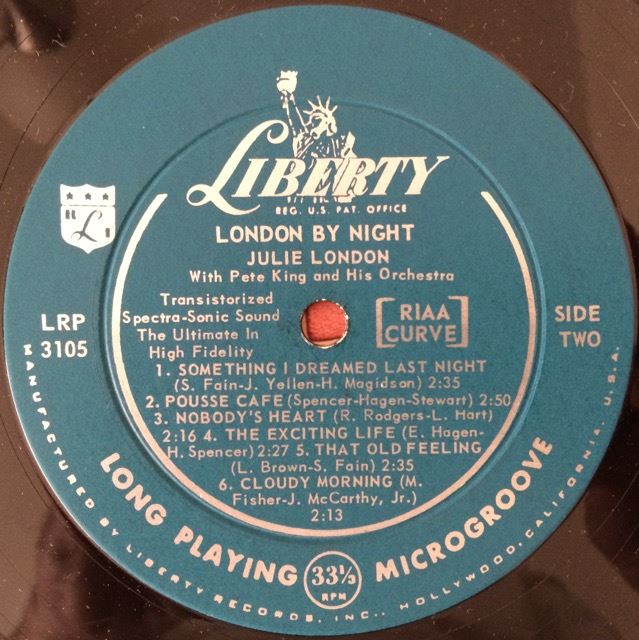 LIBERTY
REG. U.S. PAT. OFFICE
"L"
LONDON BY NIGHT
JULIE LONDON
With Pete King and His Orchestra
Transistorized
Spectra-Sonic Sound
The Ultimate In
High Fidelity
RIAA
CURVE
LRP
3105
SIDE
TWO
1. SOMETHING I DREAMED LAST NIGHT
(S. Fain-J. Yellen-H. Magidson) 2:35
2. POUSSE CAFE (Spencer-Hagen-Stewart) 2:50
3. NOBODY'S HEART (R. Rodgers-L. Hart)
2:16 4. THE EXCITING LIFE (E. Hagen-
H. Spencer) 2:27 5. THAT OLD FEELING
(L. Brown-S. Fain) 2:35
6. CLOUDY MORNING (M.
Fisher-J. McCarthy, Jr.)
2:13
LONG PLAYING 33⅓ RPM MICROGROOVE
MANUFACTURED BY LIBERTY RECORDS, INC., HOLLYWOOD, CALIFORNIA, U.S.A.